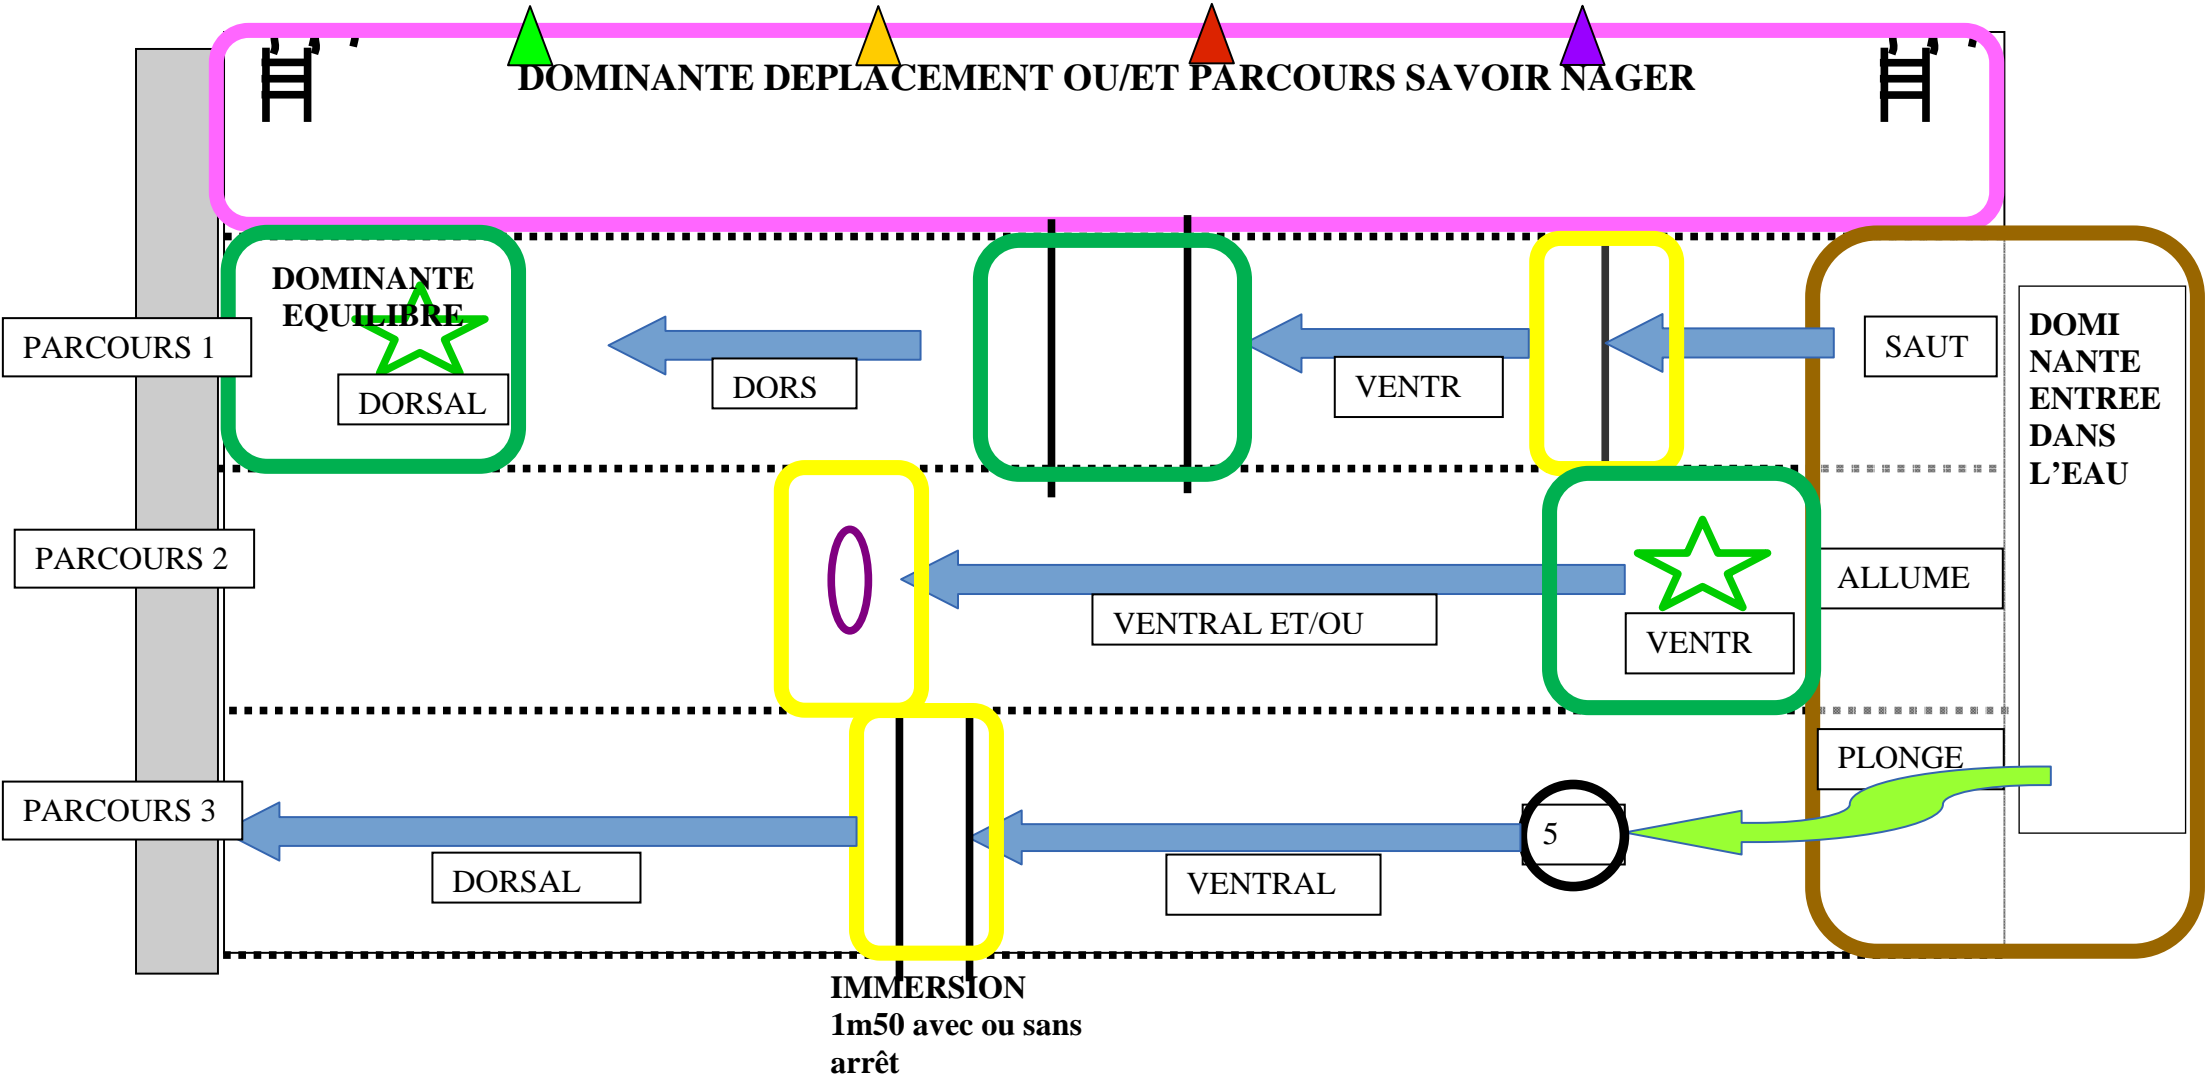 DOMINANTE DEPLACEMENT OU/ET PARCOURS SAVOIR NAGER
DOMINANTE
EQUILIBRE
PARCOURS 1
DORSAL
DORS
VENTR
SAUT
DOMI
NANTE
ENTREE
DANS
L’EAU
PARCOURS 2
VENTRAL ET/OU
VENTR
ALLUME
PARCOURS 3
DORSAL
VENTRAL
5
PLONGE
IMMERSION
1m50 avec ou sans
arrêt